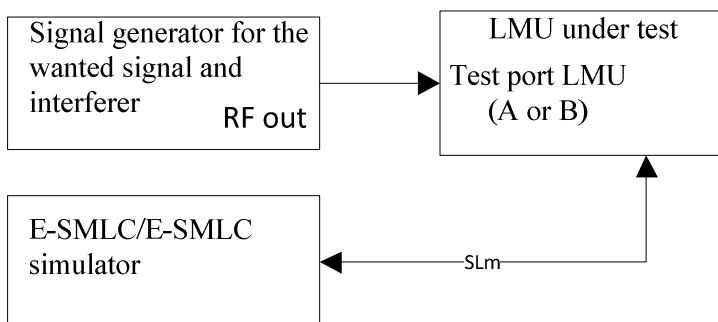 Signal generator for the
wanted signal and
interferer
RF out
LMU under test
Test port LMU
(A or B)
E-SMLC/E-SMLC
simulator
SLm